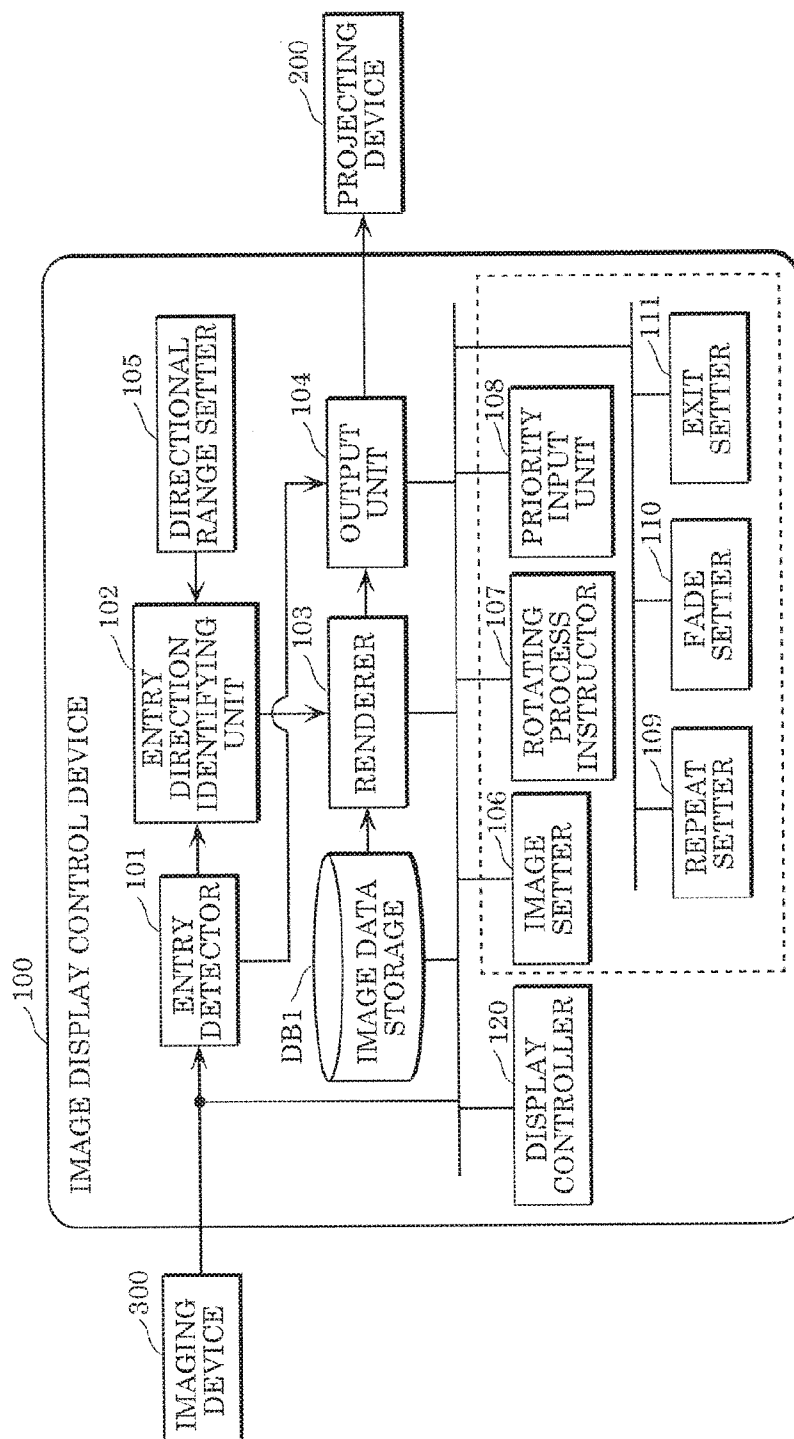 100
IMAGE DISPLAY CONTROL DEVICE
300
IMAGING
DEVICE
101
ENTRY
DETECTOR
102
ENTRY
DIRECTION
IDENTIFYING
UNIT
105
DIRECTIONAL
RANGE SETTER
DB1
IMAGE DATA
STORAGE
103
RENDERER
104
OUTPUT
UNIT
200
PROJECTING
DEVICE
120
DISPLAY
CONTROLLER
106
IMAGE
SETTER
107
ROTATING
PROCESS
INSTRUCTOR
108
PRIORITY
INPUT
UNIT
109
REPEAT
SETTER
110
FADE
SETTER
111
EXIT
SETTER